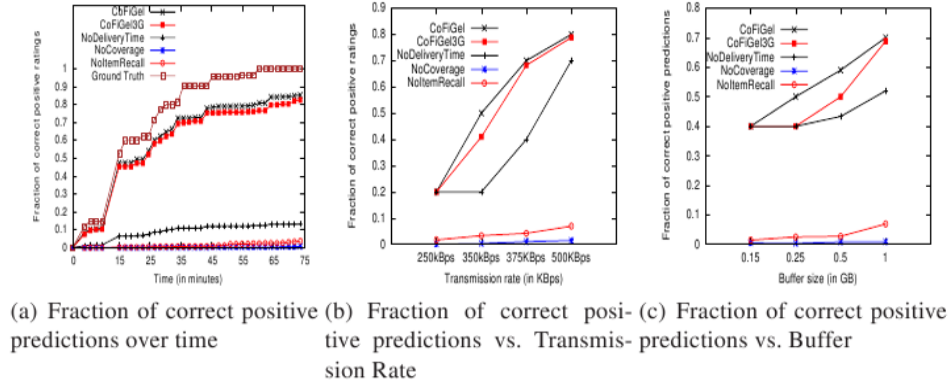 CoFiGel
CoFiGel3G
NoDeliveryTime
NoCoverage
NoItemRecall
Ground Truth
Fraction of correct positive ratings
1
0.9
0.8
0.7
0.6
0.5
0.4
0.3
0.2
0.1
0
0 15 25 35 45 55 65 75
Time (in minutes)
CoFiGel
CoFiGel3G
NoDeliveryTime
NoCoverage
NoItemRecall
Fraction of correct positive ratings
0.9
0.8
0.7
0.6
0.5
0.4
0.3
0.2
0.1
0
250kBps 350kBps 375KBps 500KBps
Transmission rate (in KBps)
CoFiGel
CoFiGel3G
NoDeliveryTime
NoCoverage
NoItemRecall
Fraction of correct positive predictions
0.8
0.7
0.6
0.5
0.4
0.3
0.2
0.1
0
0.15 0.25 0.5 1
Buffer size (in GB)
(a) Fraction of correct positive
predictions over time
(b) Fraction of correct posi-
tive predictions vs. Transmis-
sion Rate
(c) Fraction of correct positive
predictions vs. Buffer